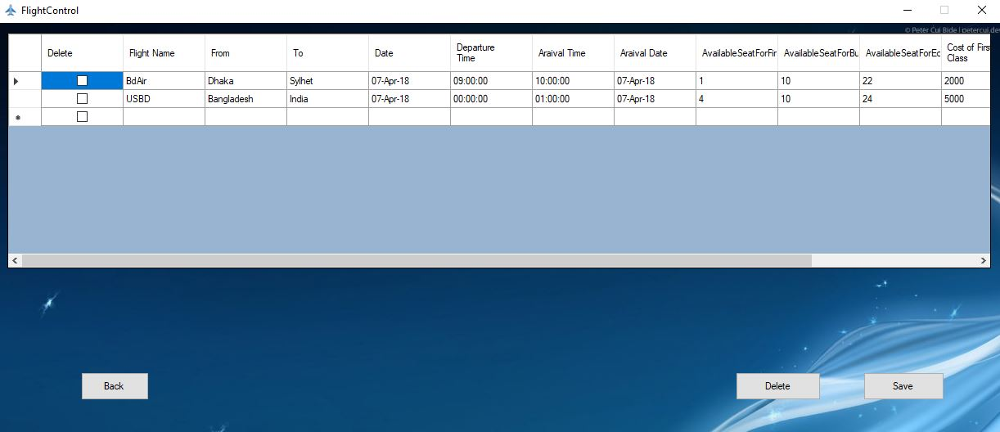 FlightControl
© Peter Cui Bide | petercui.de
Delete Flight Name From To Date Departure Time Araival Time Araival Date AvailableSeatForFir AvailableSeatForBu AvailableSeatForEc Cost of First Class
BdAir Dhaka Sylhet 07-Apr-18 09:00:00 10:00:00 07-Apr-18 1 10 22 2000
USBD Bangladesh India 07-Apr-18 00:00:00 01:00:00 07-Apr-18 4 10 24 5000
Back Delete Save